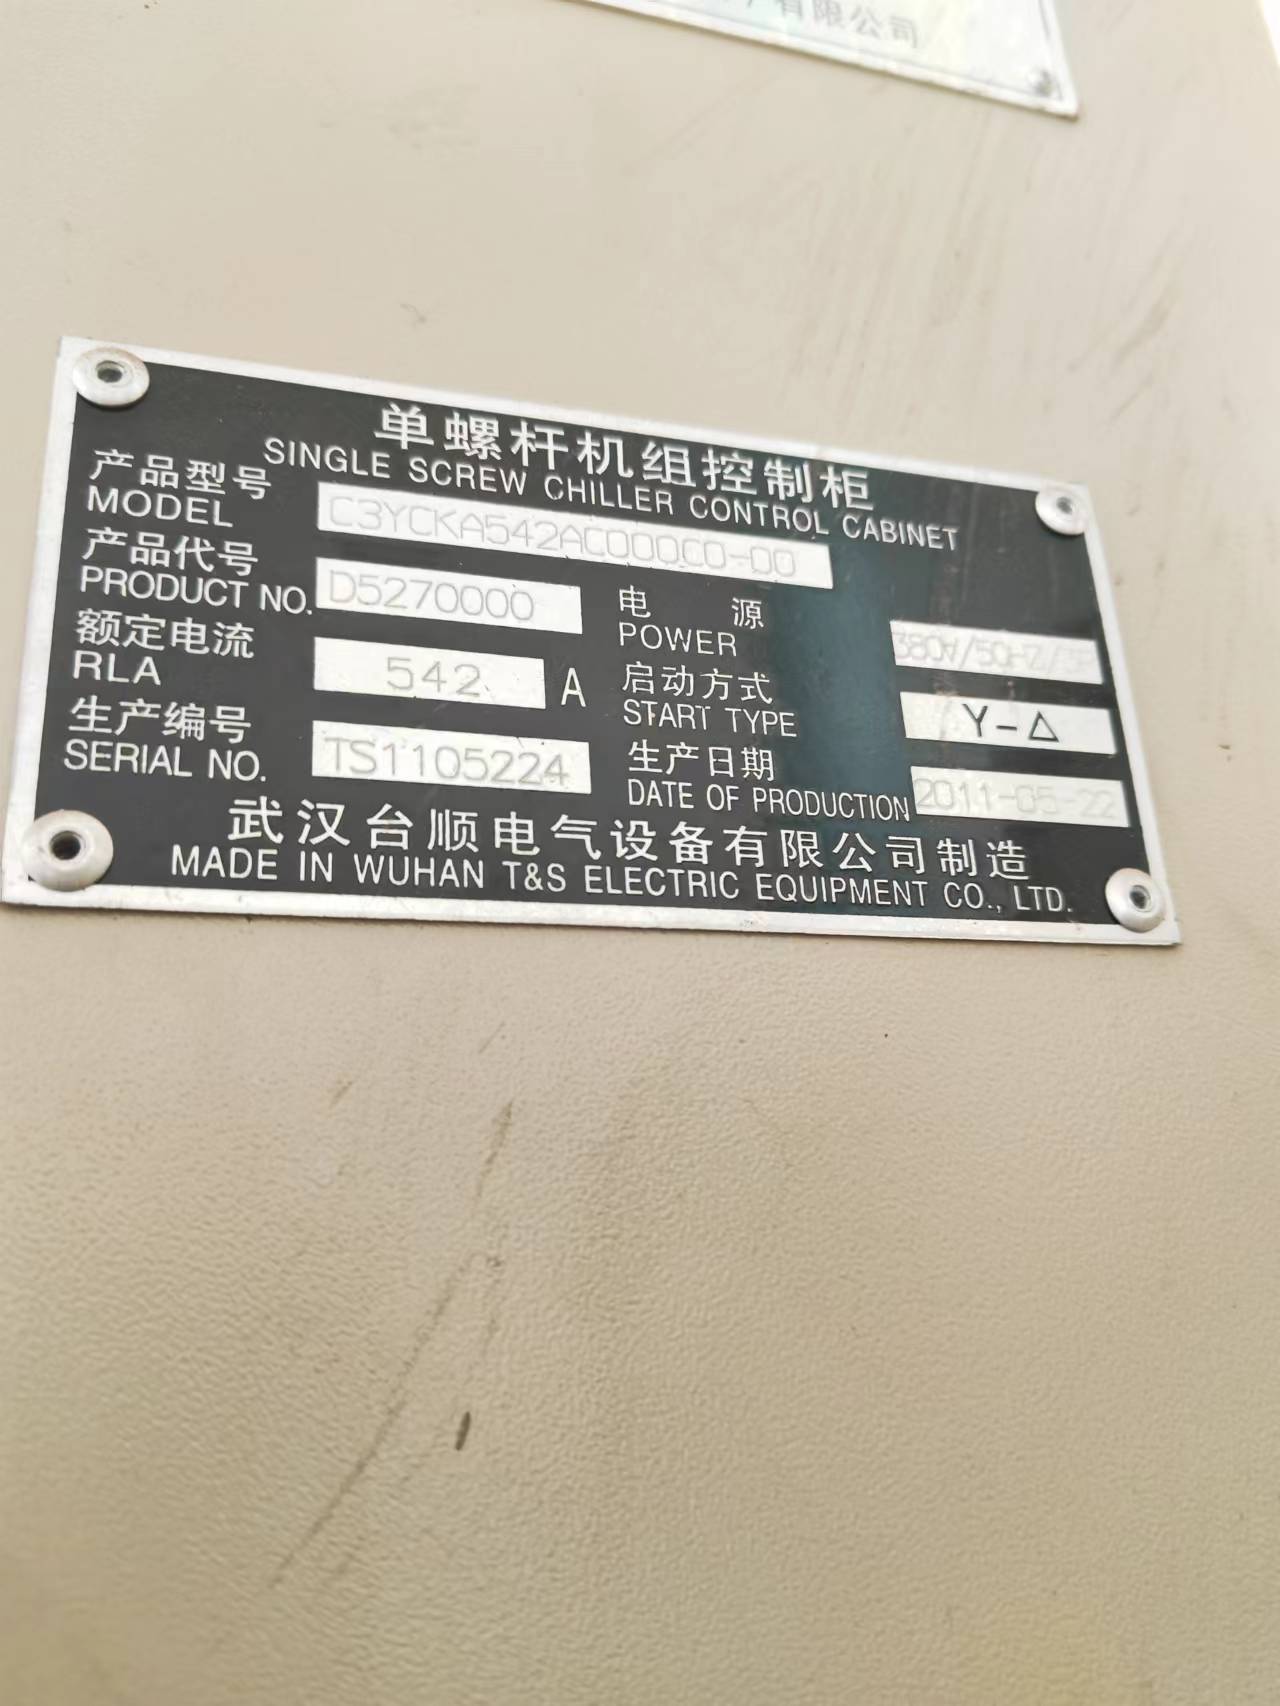 有限公司
单螺杆机组控制柜
SINGLE SCREW CHILLER CONTROL CABINET
产品型号
MODEL
C3YCKA542AC000C0-00
产品代号
PRODUCT NO.
D5270000
电 源
POWER
380V/50HZ/3
额定电流
RLA
542 A
启动方式
START TYPE
Y-△
生产编号
SERIAL NO.
TS1105224
生产日期
DATE OF PRODUCTION
2011-05-22
武汉台顺电气设备有限公司制造
MADE IN WUHAN T&S ELECTRIC EQUIPMENT CO., LTD.